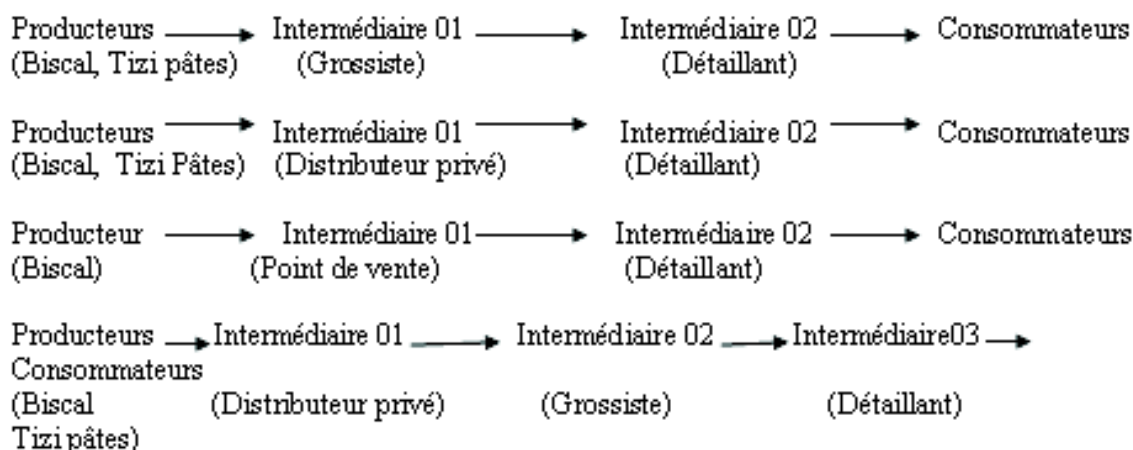 Producteurs Intermédiaire 01 Intermédiaire 02 Consommateurs
(Biscal, Tizi pâtes) (Grossiste) (Détaillant)
Producteurs Intermédiaire 01 Intermédiaire 02 Consommateurs
(Biscal, Tizi Pâtes) (Distributeur privé) (Détaillant)
Producteur Intermédiaire 01 Intermédiaire 02 Consommateurs
(Biscal) (Point de vente) (Détaillant)
Producteurs Intermédiaire 01 Intermédiaire 02 Intermédiaire03
Consommateurs
(Biscal (Distributeur privé) (Grossiste) (Détaillant)
Tizi pâtes)